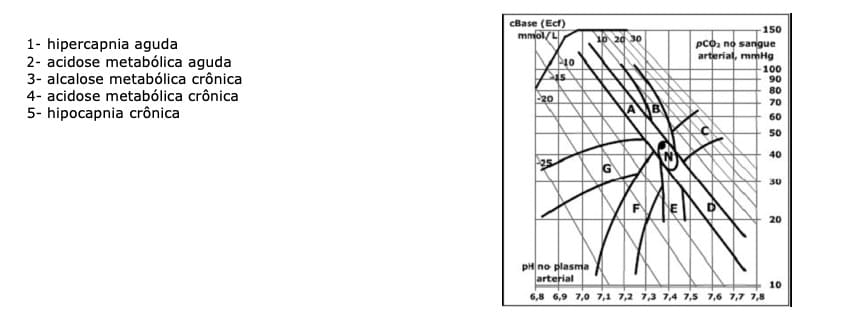 1- hipercapnia aguda
2- acidose metabólica aguda
3- alcalose metabólica crônica
4- acidose metabólica crônica
5- hipocapnia crônica
cBase (Ecf)
mmol/L
10 20 30
-10
-15
-20
-25
pCO₂ no sangue
arterial, mmHg
150
100
90
80
70
60
50
40
30
20
10
A B
C
N
G
F E D
pH no plasma
arterial
6,8 6,9 7,0 7,1 7,2 7,3 7,4 7,5 7,6 7,7 7,8